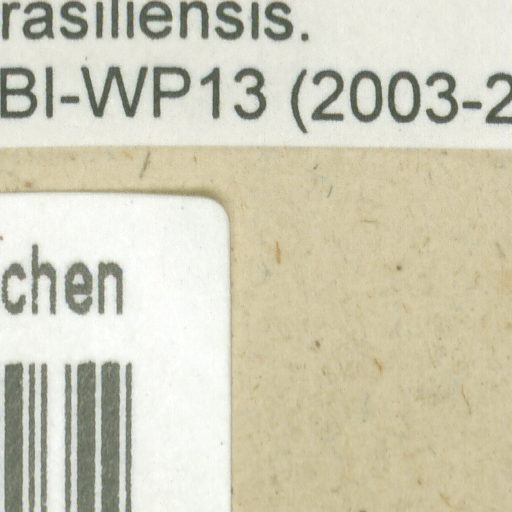 rasiliensis.
BI-WP13 (2003-2
chen